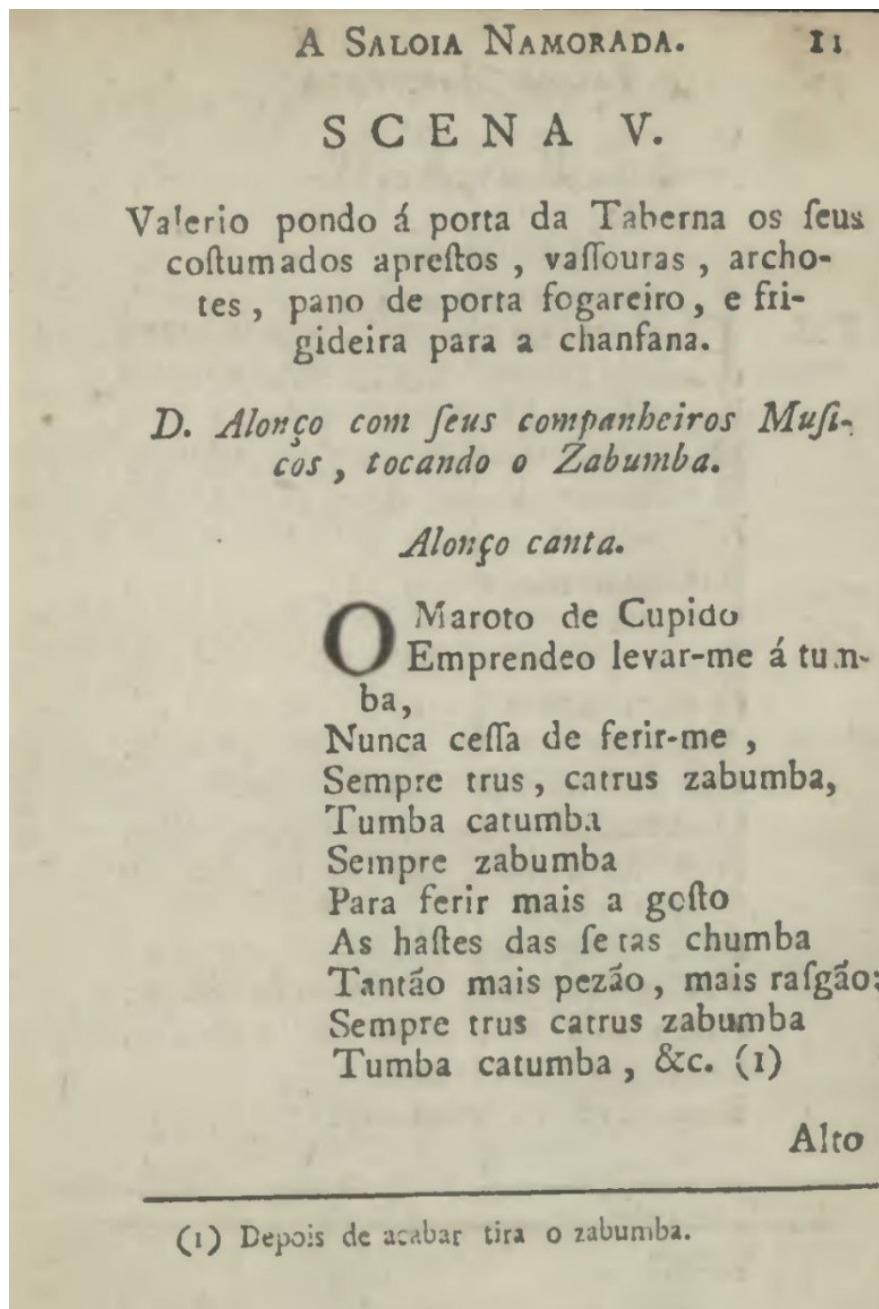 A SALOIA NAMORADA. 11
SCENA V.
Valerio pondo á porta da Taberna os ſeus
coſtumados apreſtos , vaſſouras , archo-
tes , pano de porta fogareiro, e fri-
gideira para a chanfana.
D. Alonço com ſeus companheiros Muſi-
cos , tocando o Zabumba.
Alonço canta.
O Maroto de Cupido
Emprendeo levar-me á tum-
ba,
Nunca ceſſa de ferir-me ,
Sempre trus , catrus zabumba,
Tumba catumba
Sempre zabumba
Para ferir mais a goſto
As haſtes das ſetas chumba
Tantáo mais pezáo , mais raſgáo;
Sempre trus catrus zabumba
Tumba catumba , &c. (1)
Alto
(1) Depois de acabar tira o zabumba.